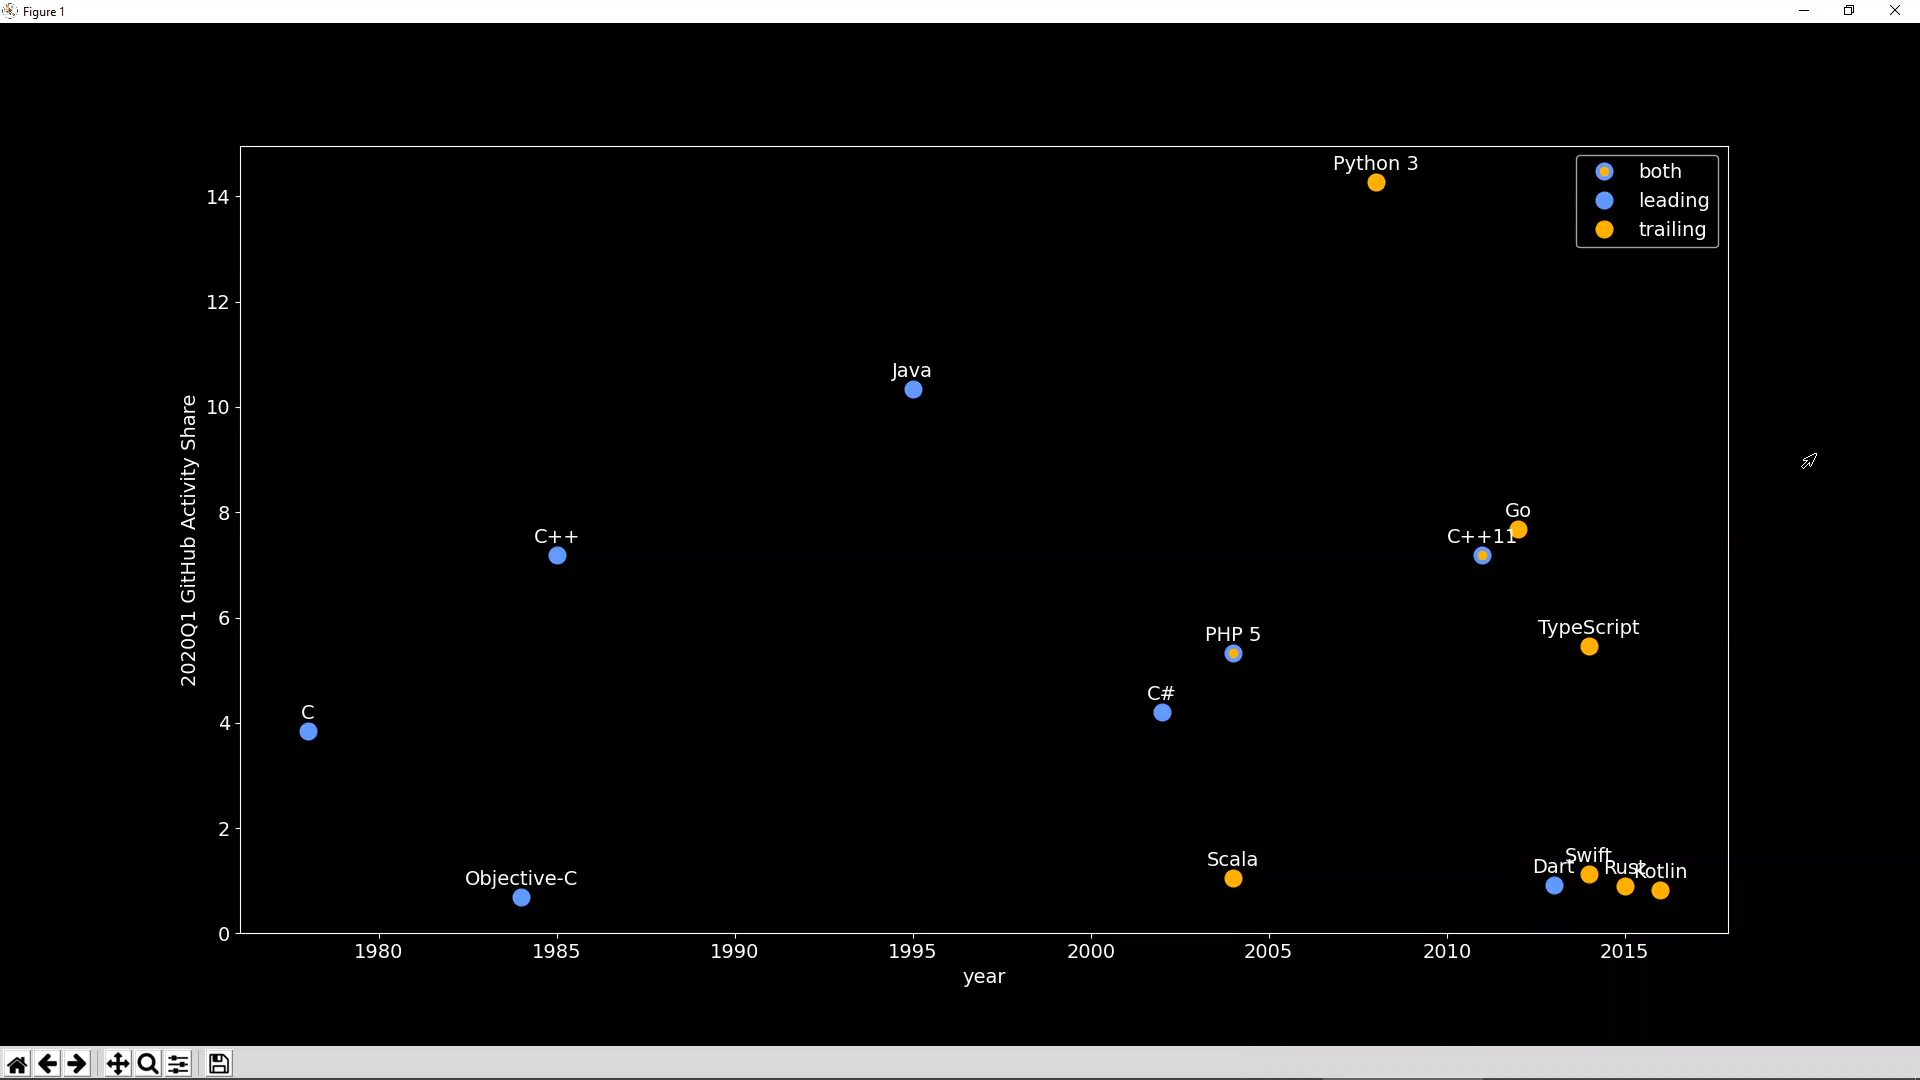 Figure 1
Python 3
both
leading
trailing
14
12
Java
10
2020Q1 GitHub Activity Share
Go
C++
C++11
8
6
PHP 5
TypeScript
C#
C
4
2
Scala
Swift
Dart
Rust
Kotlin
Objective-C
0
1980
1985
1990
1995
2000
2005
2010
2015
year